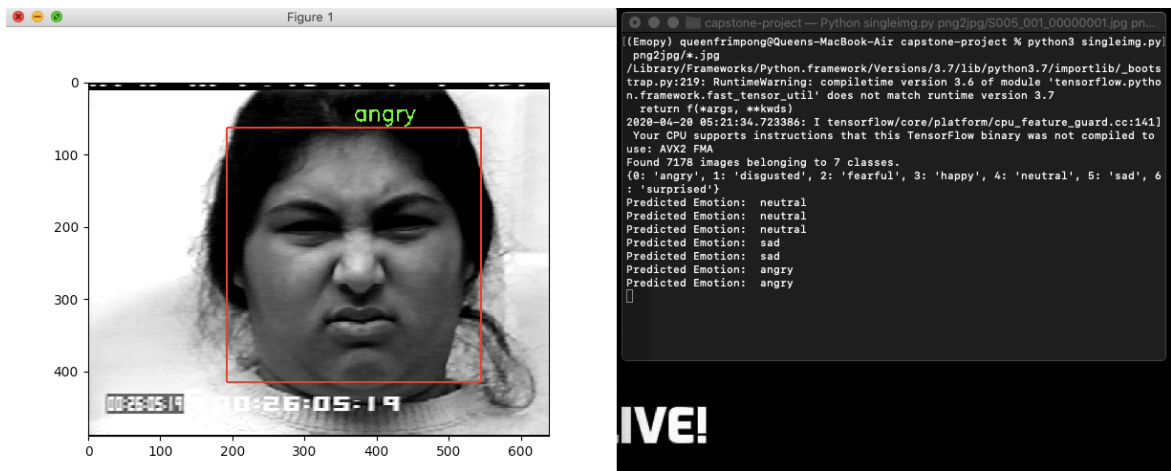 Figure 1
angry
0
100
200
300
400
00:26:05:19
00:26:05:19
0 100 200 300 400 500 600
capstone-project — Python singleimg.py png2jpg/S005_001_00000001.jpg pn...
(Emopy) queenfrimpong@Queens-MacBook-Air capstone-project % python3 singleimg.py
png2jpg/*.jpg
/Library/Frameworks/Python.framework/Versions/3.7/lib/python3.7/importlib/_boots
trap.py:219: RuntimeWarning: compiletime version 3.6 of module 'tensorflow.pytho
n.framework.fast_tensor_util' does not match runtime version 3.7
return f(*args, **kwds)
2020-04-20 05:21:34.723386: I tensorflow/core/platform/cpu_feature_guard.cc:141]
Your CPU supports instructions that this TensorFlow binary was not compiled to
use: AVX2 FMA
Found 7178 images belonging to 7 classes.
{0: 'angry', 1: 'disgusted', 2: 'fearful', 3: 'happy', 4: 'neutral', 5: 'sad', 6
: 'surprised'}
Predicted Emotion:  neutral
Predicted Emotion:  neutral
Predicted Emotion:  neutral
Predicted Emotion:  sad
Predicted Emotion:  sad
Predicted Emotion:  angry
Predicted Emotion:  angry
IVE!